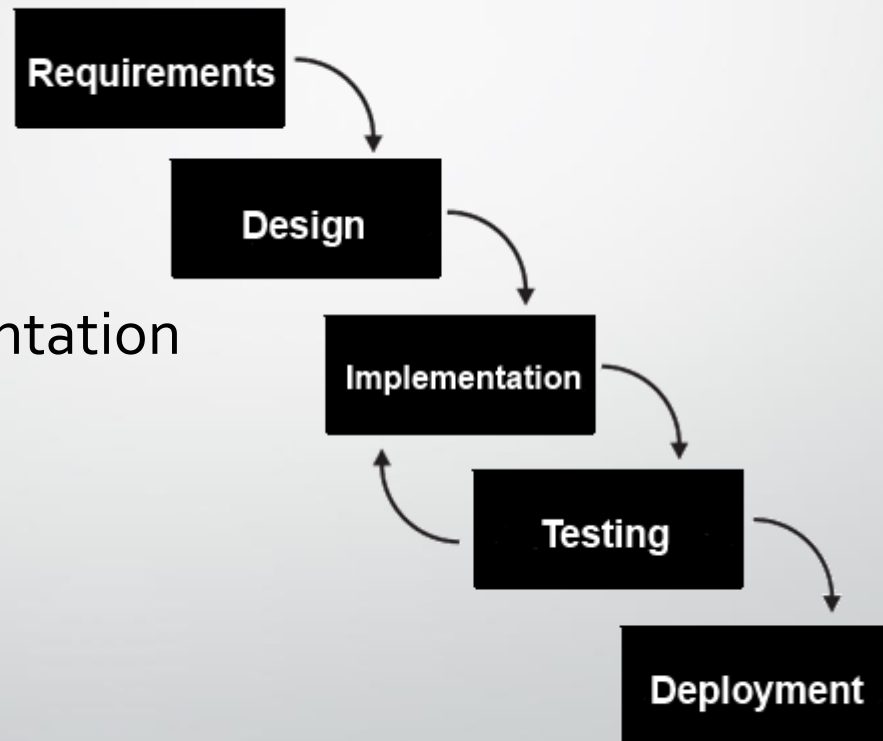 Requirements
Design
ntation
Implementation
Testing
Deployment